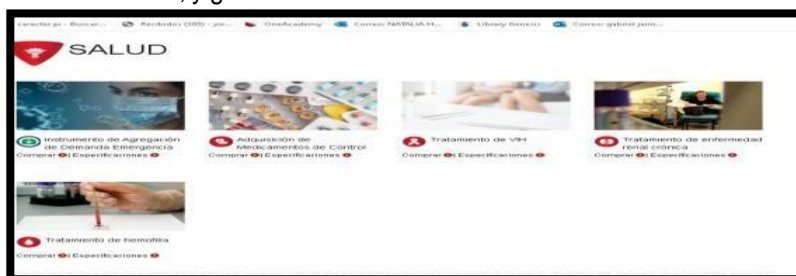 SALUD
Instrumento de Agregación
de Demanda Emergencia
Comprar | Especificaciones
Adquisición de
Medicamentos de Control
Comprar | Especificaciones
Tratamiento de VIH
Comprar | Especificaciones
Tratamiento de enfermedad
renal crónica
Comprar | Especificaciones
Tratamiento de hemofilia
Comprar | Especificaciones